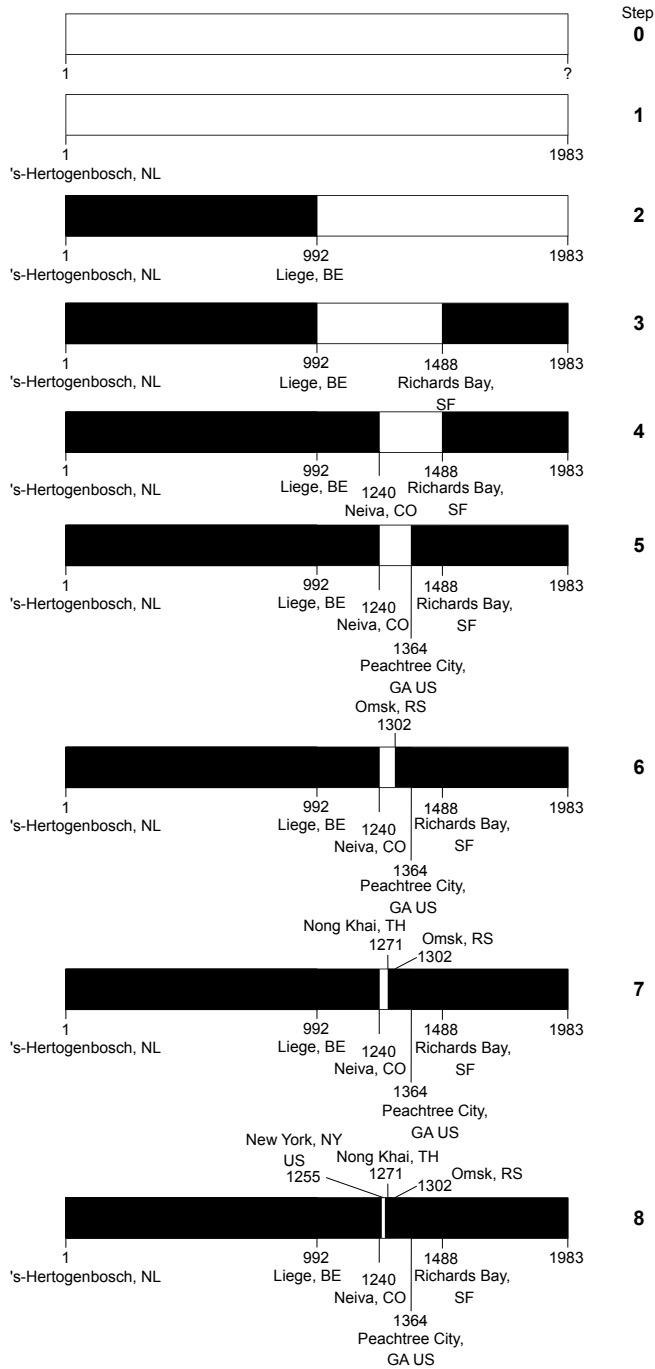 Step
0
1 ?
1
1 1983
's-Hertogenbosch, NL
2
1 992 1983
's-Hertogenbosch, NL Liege, BE
3
1 992 1488 1983
's-Hertogenbosch, NL Liege, BE Richards Bay,
SF
4
1 992 1488 1983
's-Hertogenbosch, NL Liege, BE 1240 Richards Bay,
Neiva, CO SF
5
1 992 1488 1983
's-Hertogenbosch, NL Liege, BE 1240 Richards Bay,
Neiva, CO SF
1364
Peachtree City,
GA US
Omsk, RS
1302
6
1 992 1488 1983
's-Hertogenbosch, NL Liege, BE 1240 Richards Bay,
Neiva, CO SF
1364
Peachtree City,
GA US
Nong Khai, TH
1271 Omsk, RS
1302
7
1 992 1488 1983
's-Hertogenbosch, NL Liege, BE 1240 Richards Bay,
Neiva, CO SF
1364
Peachtree City,
GA US
New York, NY
US Nong Khai, TH
1255 1271 1302 Omsk, RS
8
1 992 1488 1983
's-Hertogenbosch, NL Liege, BE 1240 Richards Bay,
Neiva, CO SF
1364
Peachtree City,
GA US